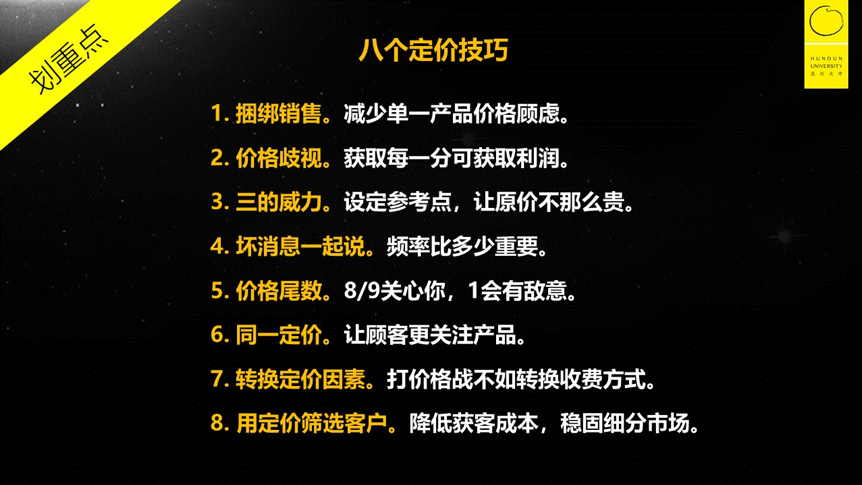 划重点
HUNDUN
UNIVERSITY
混沌大学
八个定价技巧
1. 捆绑销售。减少单一产品价格顾虑。
2. 价格歧视。获取每一分可获取利润。
3. 三的威力。设定参考点，让原价不那么贵。
4. 坏消息一起说。频率比多少重要。
5. 价格尾数。8/9关心你，1会有敌意。
6. 同一定价。让顾客更关注产品。
7. 转换定价因素。打价格战不如转换收费方式。
8. 用定价筛选客户。降低获客成本，稳固细分市场。